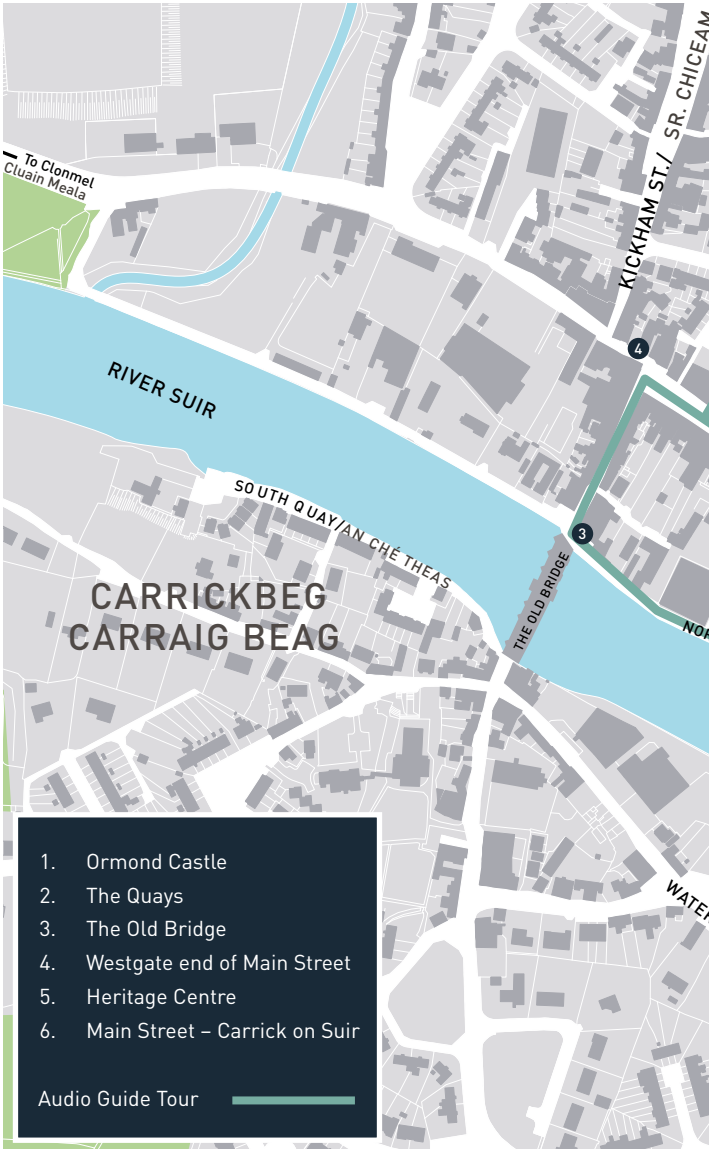 KICKHAM ST./ SR. CHICEAM
To Clonmel
Cluain Meala
4
RIVER SUIR
SOUTH QUAY/AN CHÉ THEAS
3
THE OLD BRIDGE
CARRICKBEG
CARRAIG BEAG
NOR
WATER
1. Ormond Castle
2. The Quays
3. The Old Bridge
4. Westgate end of Main Street
5. Heritage Centre
6. Main Street – Carrick on Suir
Audio Guide Tour